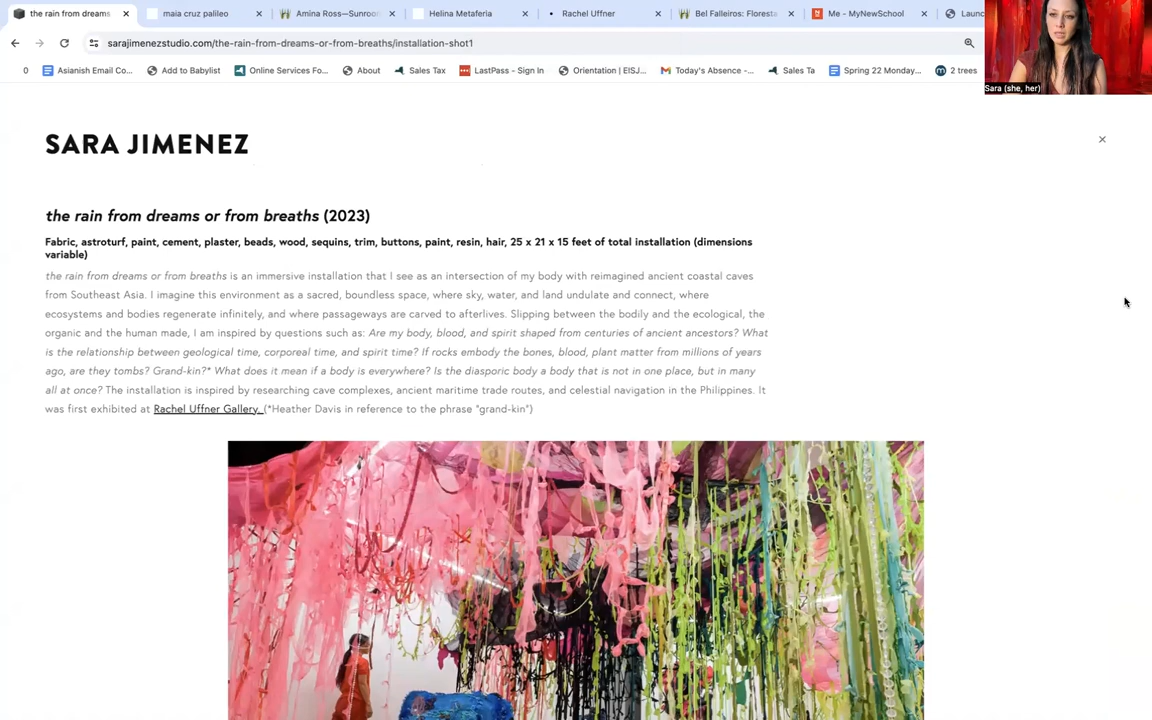 the rain from dreams
maia cruz palileo
Amina Ross—Sunroo
Helina Metaferia
Rachel Uffner
Bel Falleiros: Floresta
Me - MyNewSchool
Launc
sarajimenezstudio.com/the-rain-from-dreams-or-from-breaths/installation-shot1
0
Asianish Email Co...
Add to Babylist
Online Services Fo...
About
Sales Tax
LastPass - Sign In
Orientation | EISJ...
Today's Absence -...
Sales Ta
Spring 22 Monday...
2 trees
Sara (she, her)
SARA JIMENEZ
the rain from dreams or from breaths (2023)
Fabric, astroturf, paint, cement, plaster, beads, wood, sequins, trim, buttons, paint, resin, hair, 25 x 21 x 15 feet of total installation (dimensions
variable)
the rain from dreams or from breaths is an immersive installation that I see as an intersection of my body with reimagined ancient coastal caves
from Southeast Asia. I imagine this environment as a sacred, boundless space, where sky, water, and land undulate and connect, where
ecosystems and bodies regenerate infinitely, and where passageways are carved to afterlives. Slipping between the bodily and the ecological, the
organic and the human made, I am inspired by questions such as: Are my body, blood, and spirit shaped from centuries of ancient ancestors? What
is the relationship between geological time, corporeal time, and spirit time? If rocks embody the bones, blood, plant matter from millions of years
ago, are they tombs? Grand-kin?* What does it mean if a body is everywhere? Is the diasporic body a body that is not in one place, but in many
all at once? The installation is inspired by researching cave complexes, ancient maritime trade routes, and celestial navigation in the Philippines. It
was first exhibited at Rachel Uffner Gallery. (*Heather Davis in reference to the phrase "grand-kin")